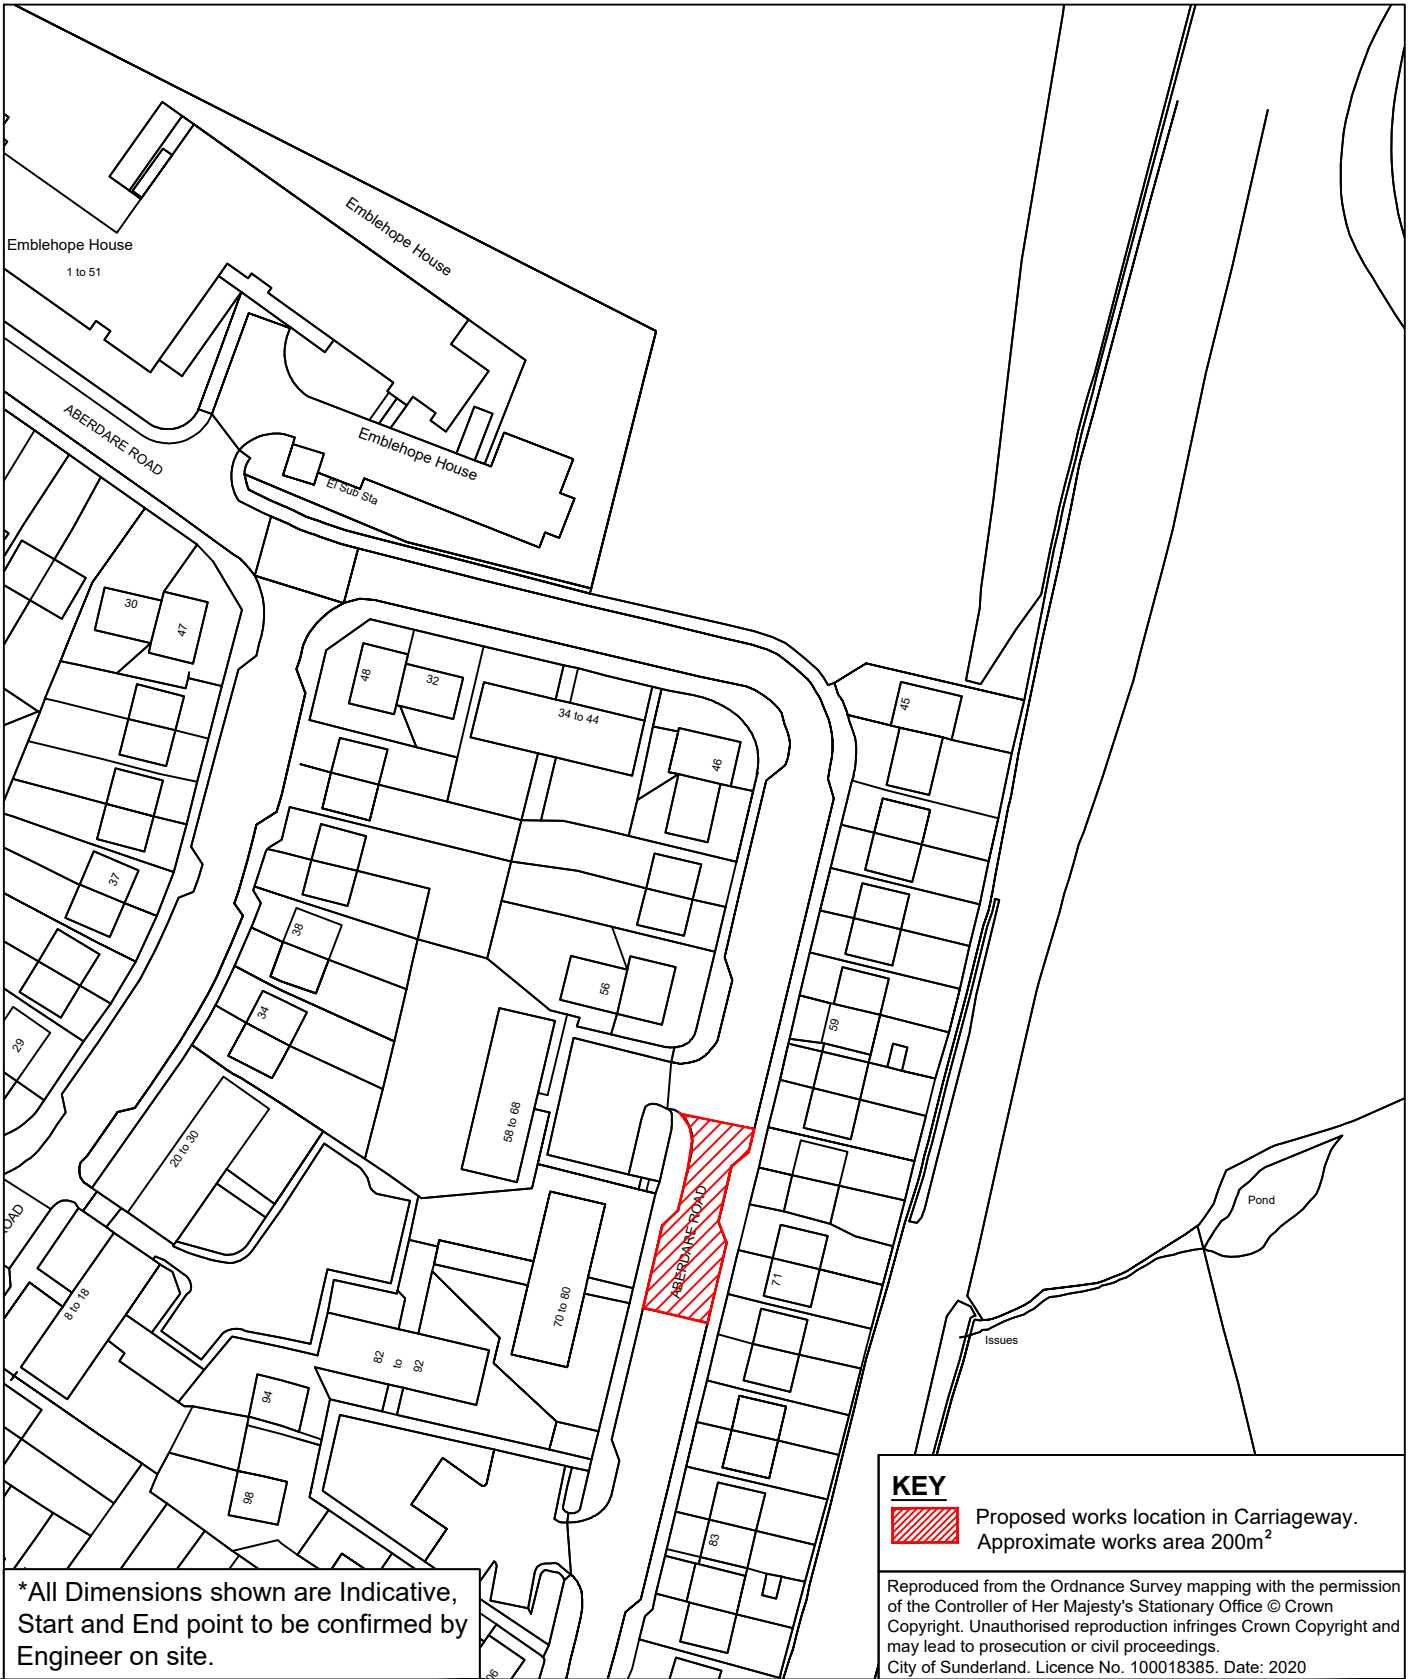 Emblehope House
Emblehope House
1 to 51
ABERDARE ROAD
Emblehope House
El Sub Sta
30
47
48
32
34 to 44
46
45
37
38
34
29
56
59
58 to 68
20 to 30
ABERDARE ROAD
OAD
8 to 18
70 to 80
71
82
to
92
94
98
83
Pond
Issues
KEY
Proposed works location in Carriageway.
Approximate works area 200m²
*All Dimensions shown are Indicative,
Start and End point to be confirmed by
Engineer on site.
Reproduced from the Ordnance Survey mapping with the permission
of the Controller of Her Majesty's Stationary Office © Crown
Copyright. Unauthorised reproduction infringes Crown Copyright and
may lead to prosecution or civil proceedings.
City of Sunderland. Licence No. 100018385. Date: 2020